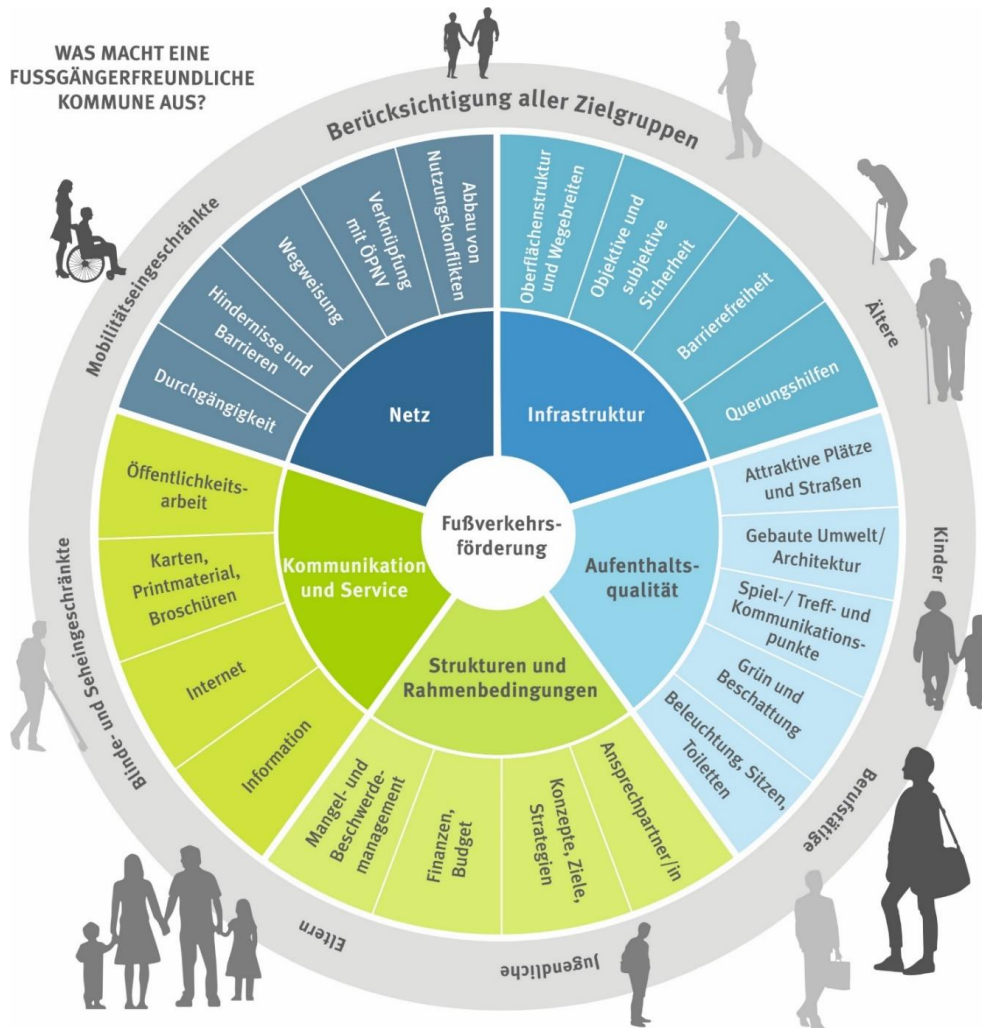 WAS MACHT EINE
FUSSGÄNGERFREUNDLICHE
KOMMUNE AUS?
Berücksichtigung aller Zielgruppen
Ältere
Kinder
Berufstätige
Jugendliche
Eltern
Blinde- und Seheingeschränkte
Mobilitätseingeschränkte
Fußverkehrs-
förderung
Netz
Durchgängigkeit
Hindernisse und
Barrieren
Wegweisung
Verknüpfung
mit ÖPNV
Abbau von
Nutzungskonflikten
Infrastruktur
Oberflächenstruktur
und Wegebreiten
Objektive und
subjektive
Sicherheit
Barrierefreiheit
Querungshilfen
Aufenthalts-
qualität
Attraktive Plätze
und Straßen
Gebaute Umwelt/
Architektur
Spiel-/ Treff- und
Kommunikations-
punkte
Grün und
Beschattung
Beleuchtung, Sitzen,
Toiletten
Strukturen und
Rahmenbedingungen
Ansprechpartner/in
Konzepte, Ziele,
Strategien
Finanzen,
Budget
Mangel- und
Beschwerde-
management
Kommunikation
und Service
Information
Internet
Karten,
Printmaterial,
Broschüren
Öffentlichkeits-
arbeit